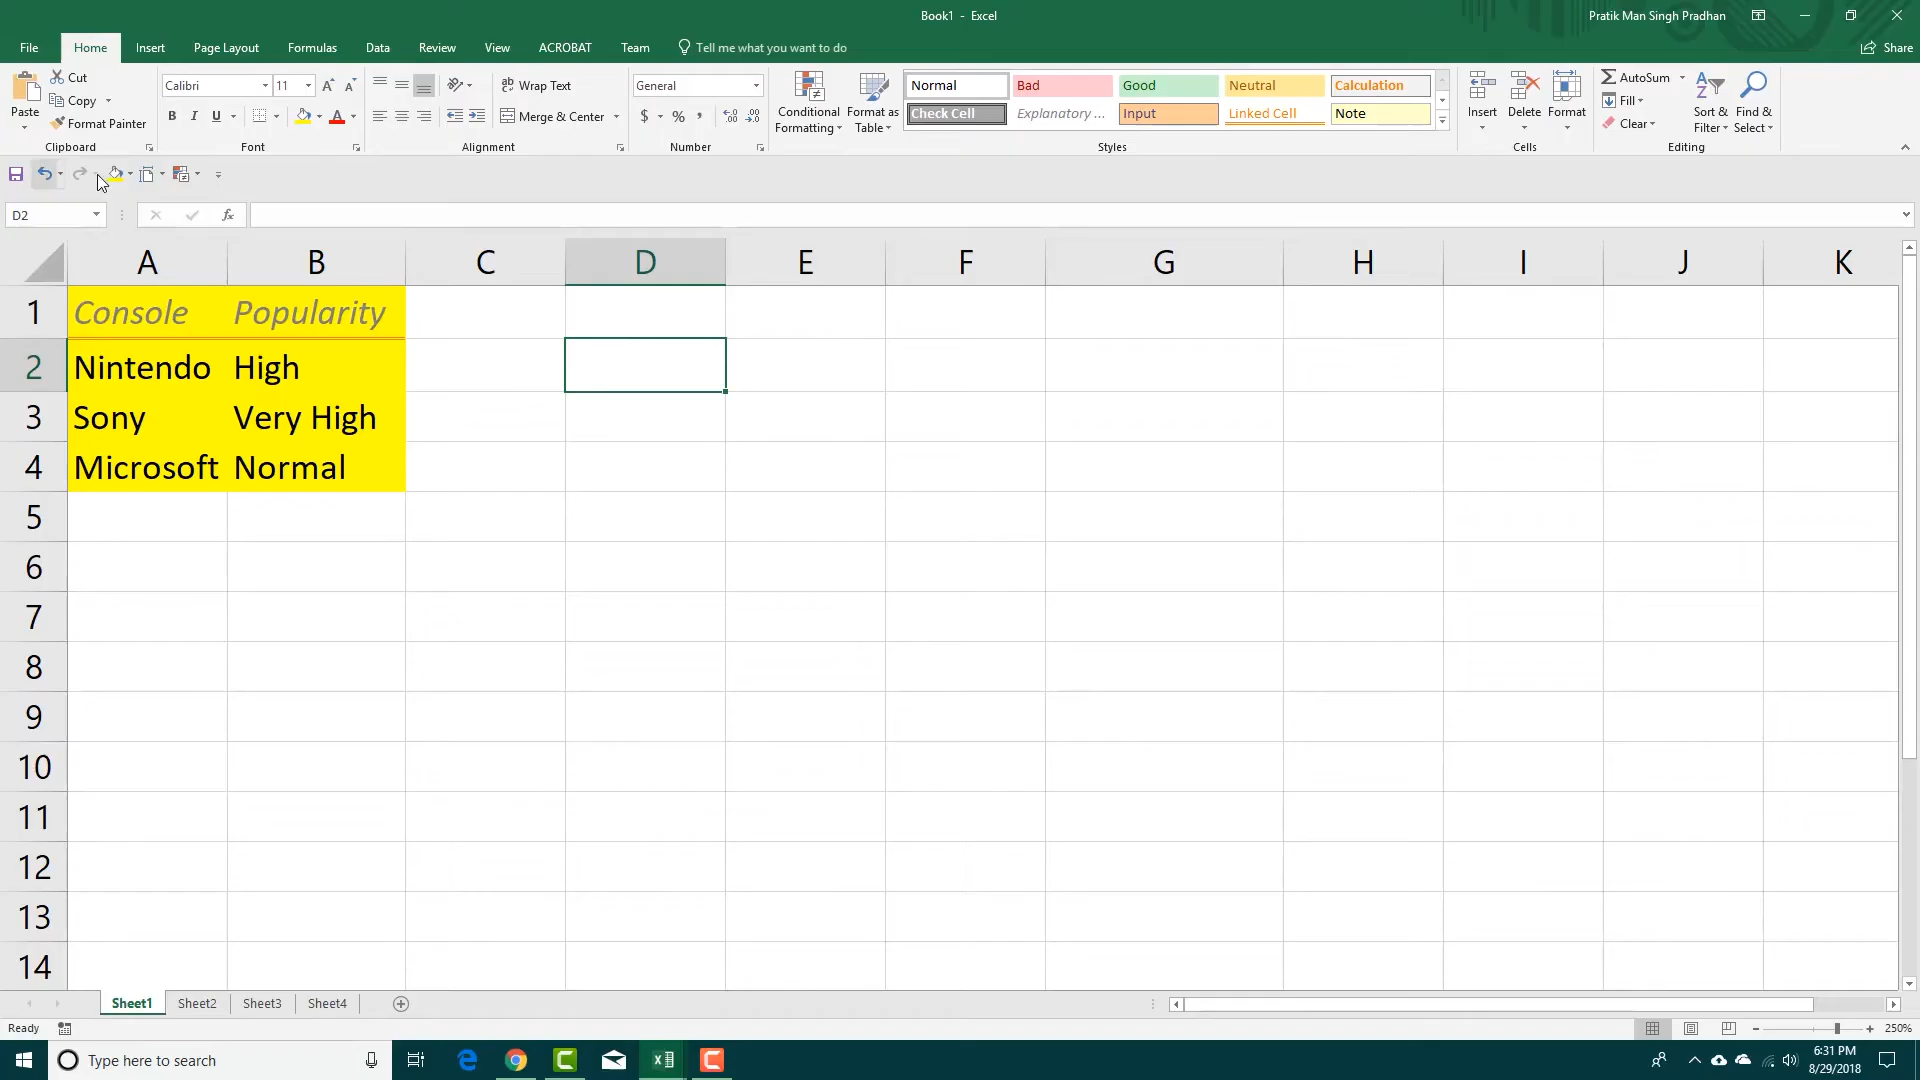 Book1 - Excel
Pratik Man Singh Pradhan
File Home Insert Page Layout Formulas Data Review View ACROBAT Team Tell me what you want to do Share
Paste
Cut
Copy
Format Painter
Clipboard
Calibri 11
B I U
Font
Wrap Text
Merge & Center
Alignment
General
$ % ,
Number
Conditional Formatting
Format as Table
Normal Bad Good Neutral Calculation
Check Cell Explanatory ... Input Linked Cell Note
Styles
Insert Delete Format
Cells
AutoSum
Fill
Clear
Sort & Filter
Find & Select
Editing
D2 fx
A B C D E F G H I J K
1 Console Popularity
2 Nintendo High
3 Sony Very High
4 Microsoft Normal
5
6
7
8
9
10
11
12
13
14
Sheet1 Sheet2 Sheet3 Sheet4
Ready 250%
Type here to search
6:31 PM
8/29/2018